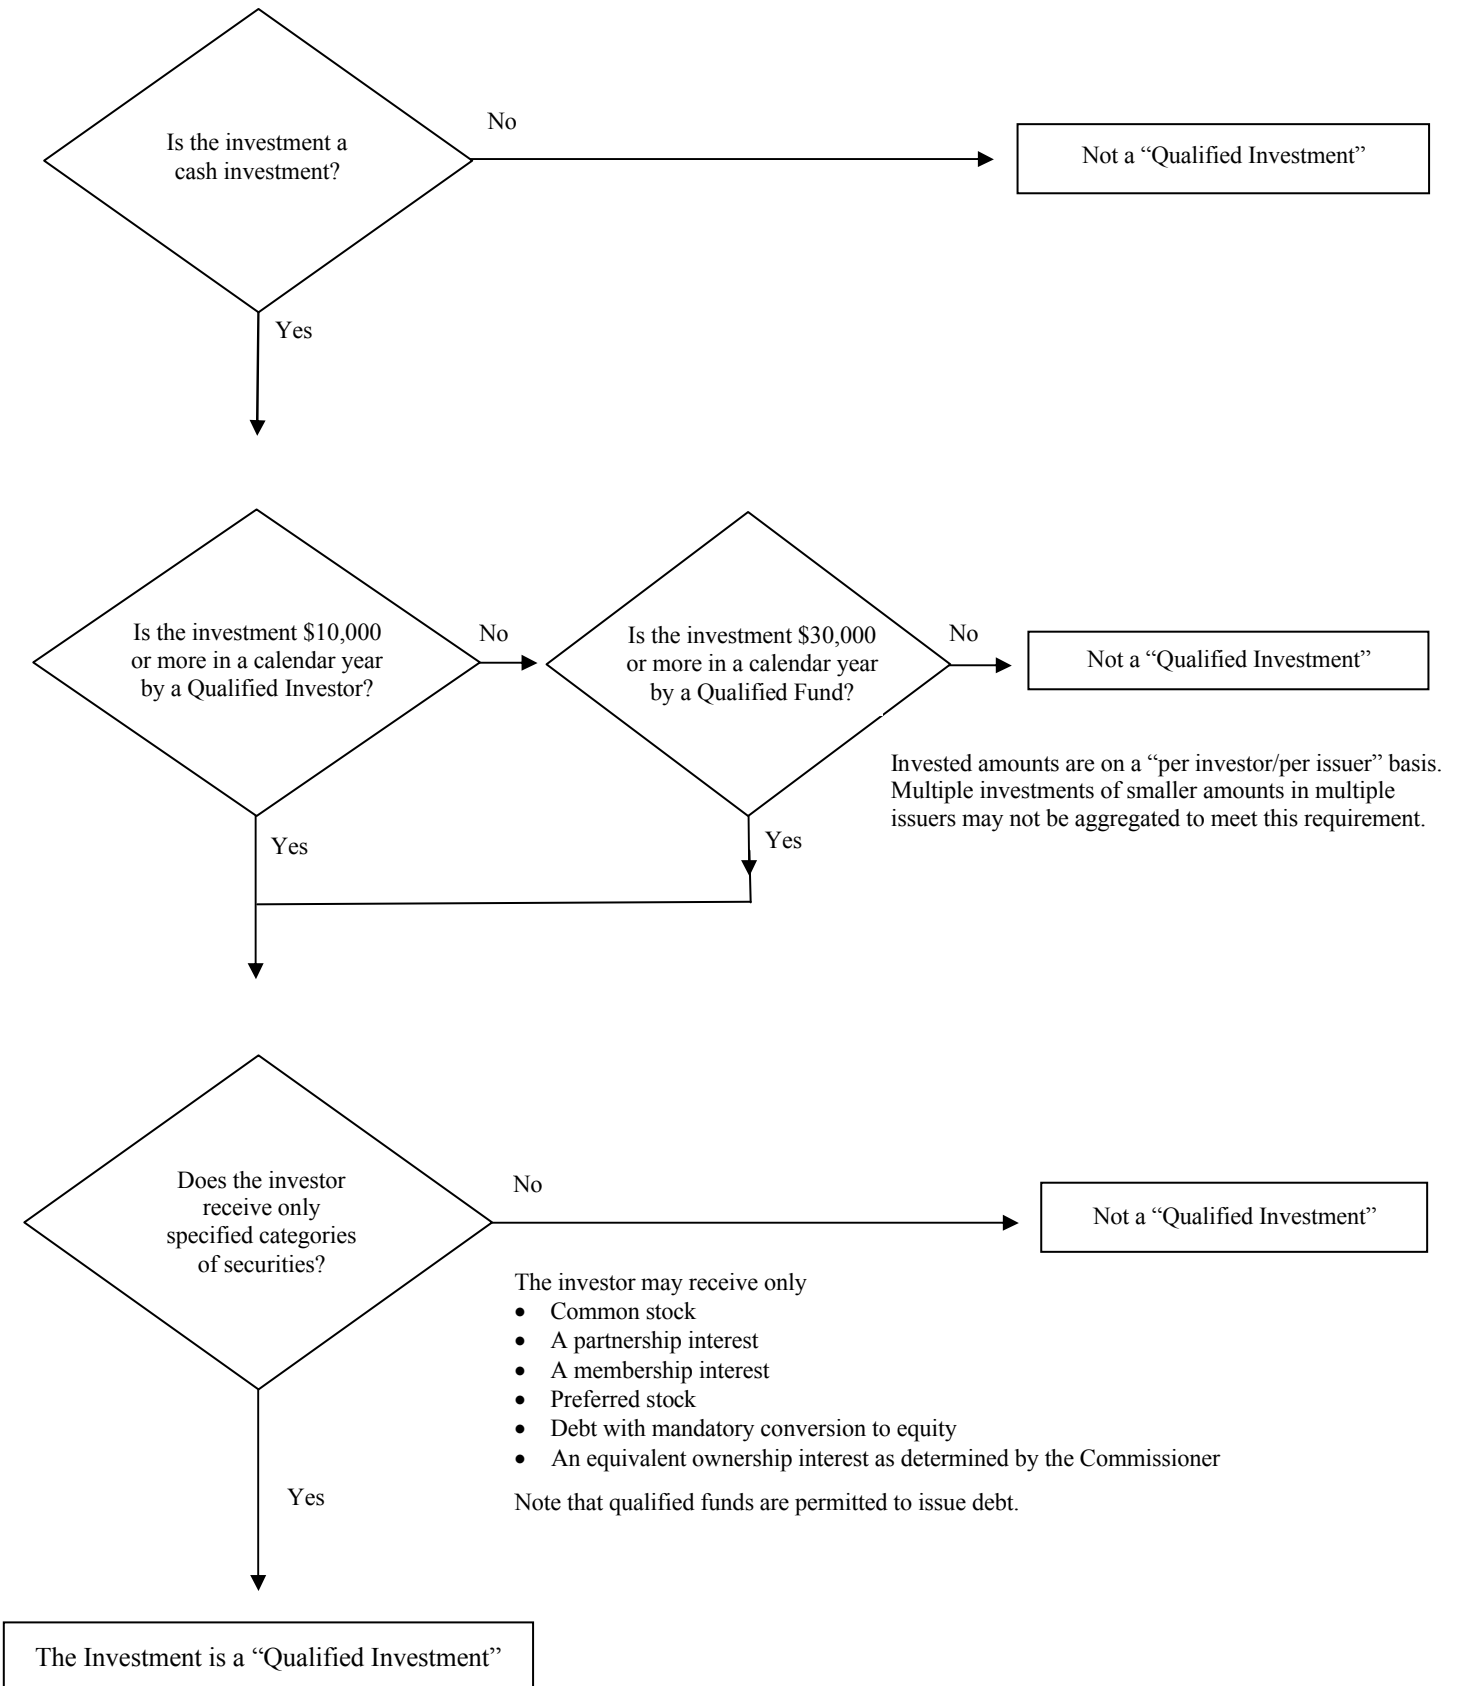 Is the investment a
cash investment?
No
Not a “Qualified Investment”
Yes
Is the investment $10,000
or more in a calendar year
by a Qualified Investor?
No
Is the investment $30,000
or more in a calendar year
by a Qualified Fund?
No
Not a “Qualified Investment”
Invested amounts are on a “per investor/per issuer” basis.
Multiple investments of smaller amounts in multiple
issuers may not be aggregated to meet this requirement.
Yes
Yes
Does the investor
receive only
specified categories
of securities?
No
Not a “Qualified Investment”
The investor may receive only
• Common stock
• A partnership interest
• A membership interest
• Preferred stock
• Debt with mandatory conversion to equity
• An equivalent ownership interest as determined by the Commissioner
Note that qualified funds are permitted to issue debt.
Yes
The Investment is a “Qualified Investment”